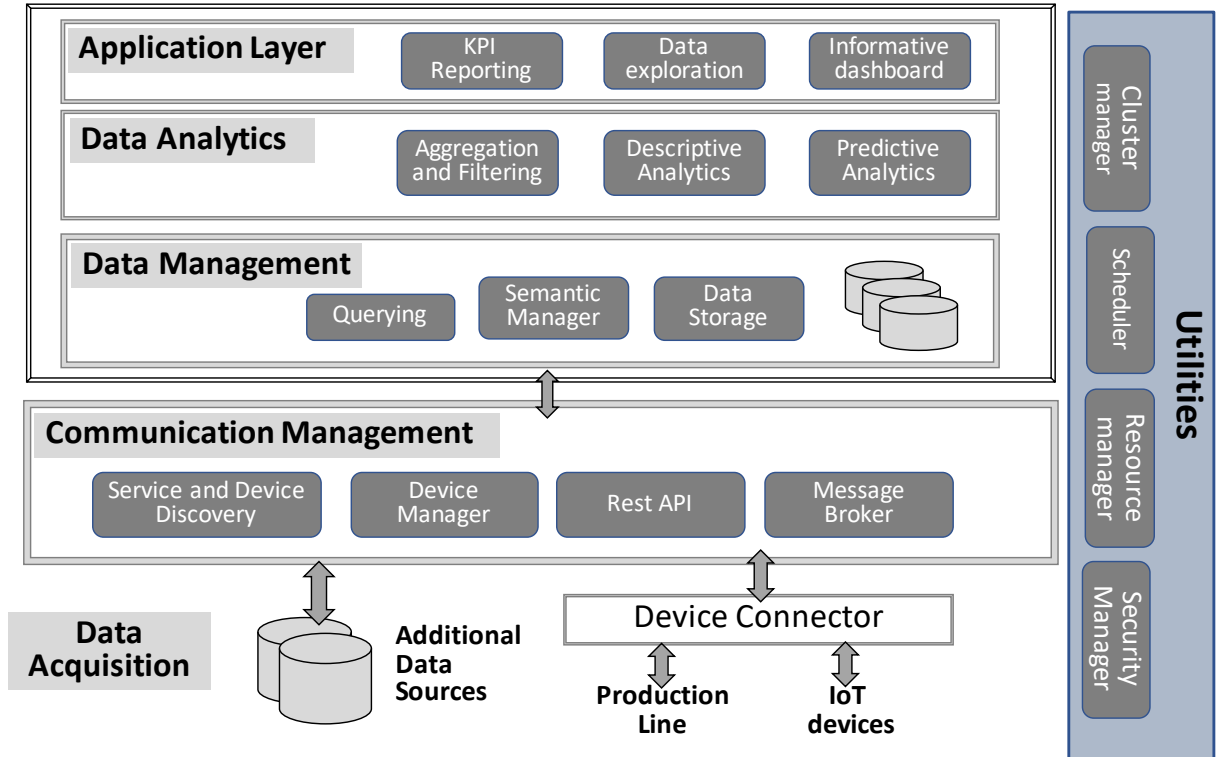 Application Layer
KPI
Reporting
Data
exploration
Informative
dashboard
Data Analytics
Aggregation
and Filtering
Descriptive
Analytics
Predictive
Analytics
Data Management
Querying
Semantic
Manager
Data
Storage
Communication Management
Service and Device
Discovery
Device
Manager
Rest API
Message
Broker
Data
Acquisition
Additional
Data
Sources
Device Connector
Production
Line
IoT
devices
Utilities
Cluster
manager
Scheduler
Resource
manager
Security
Manager